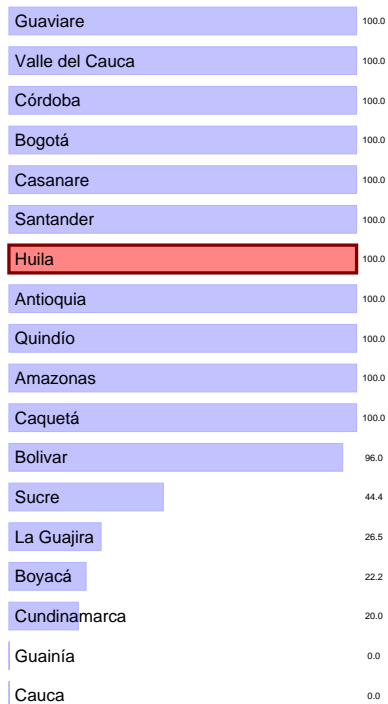 Guaviare 100.0
Valle del Cauca 100.0
Córdoba 100.0
Bogotá 100.0
Casanare 100.0
Santander 100.0
Huila 100.0
Antioquia 100.0
Quindío 100.0
Amazonas 100.0
Caquetá 100.0
Bolivar 96.0
Sucre 44.4
La Guajira 26.5
Boyacá 22.2
Cundinamarca 20.0
Guainía 0.0
Cauca 0.0